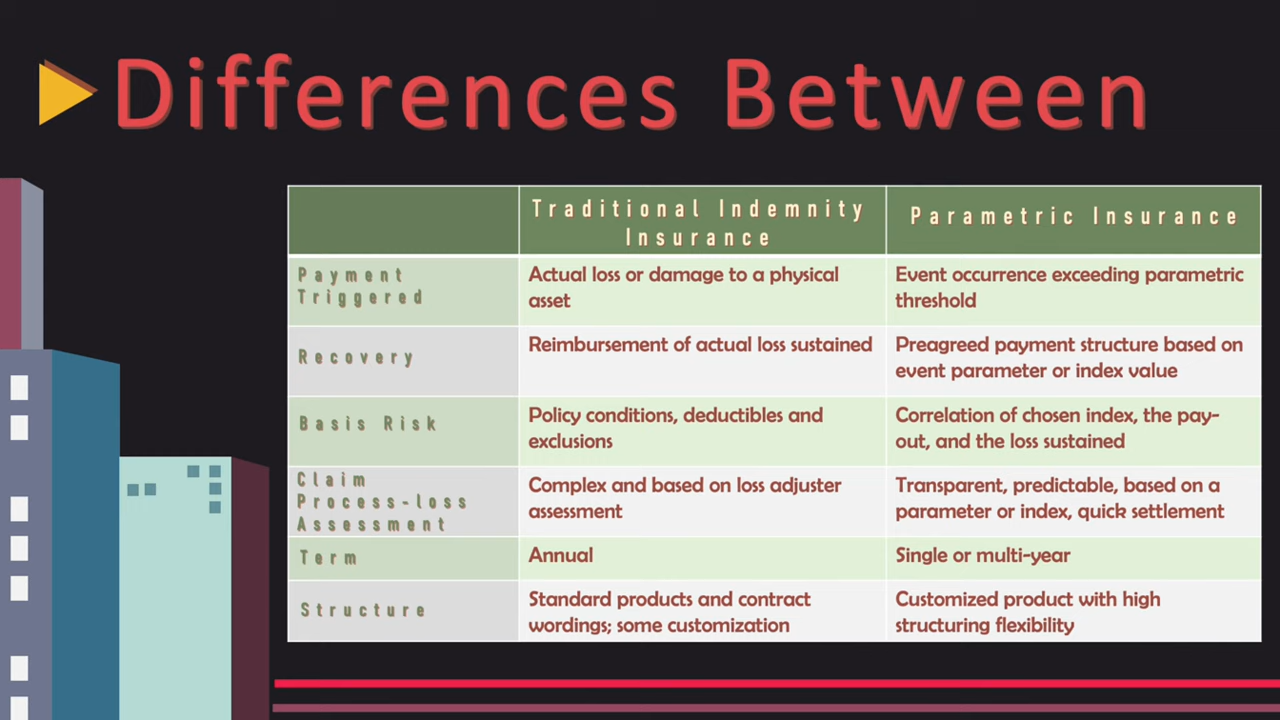 Differences Between
Traditional Indemnity
Insurance
Parametric Insurance
Payment
Triggered
Actual loss or damage to a physical
asset
Event occurrence exceeding parametric
threshold
Recovery
Reimbursement of actual loss sustained
Preagreed payment structure based on
event parameter or index value
Basis Risk
Policy conditions, deductibles and
exclusions
Correlation of chosen index, the pay-
out, and the loss sustained
Claim
Process-loss
Assessment
Complex and based on loss adjuster
assessment
Transparent, predictable, based on a
parameter or index, quick settlement
Term
Annual
Single or multi-year
Structure
Standard products and contract
wordings; some customization
Customized product with high
structuring flexibility